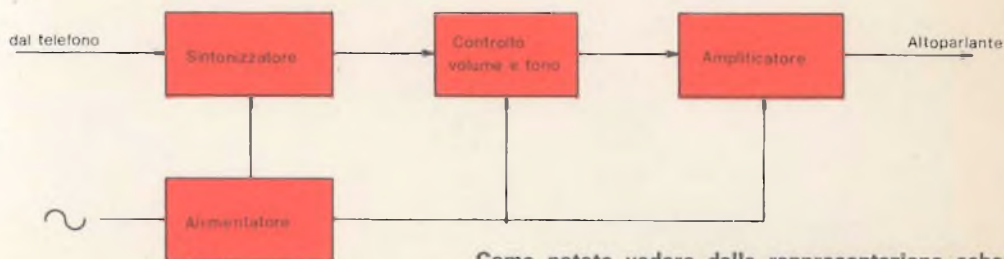 dal telefono
Sintonizzatore
Controllo
volume e tono
Amplificatore
Altoparlante
Alimentatore
Come potete vedere dalla rappresentazione sche